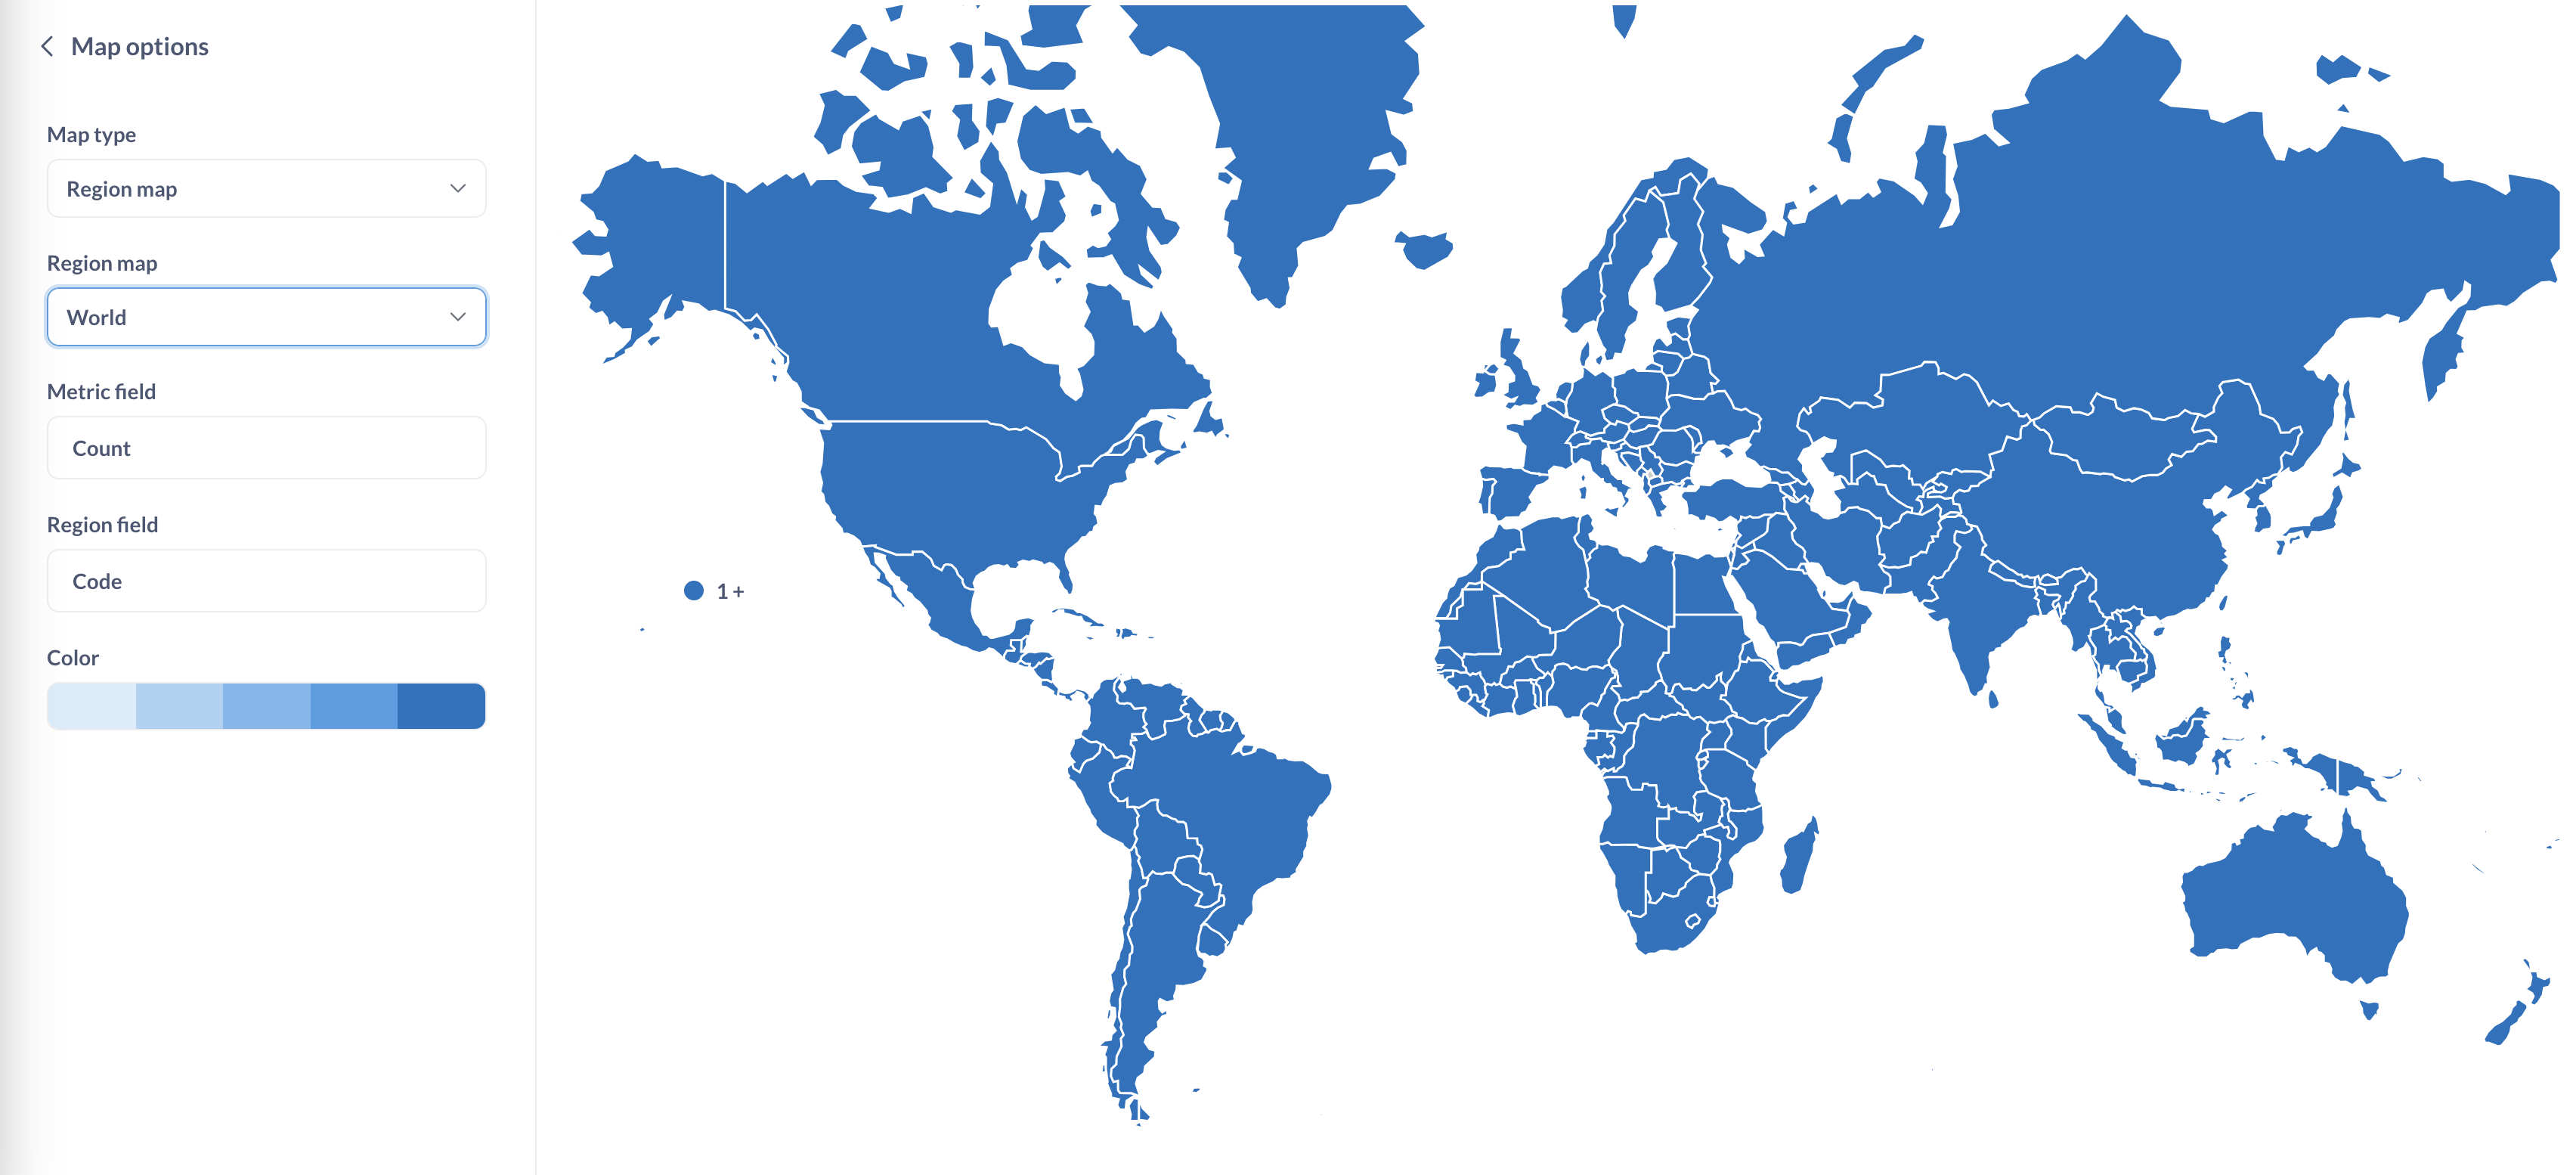 Map options
Map type
Region map
Region map
World
Metric field
Count
Region field
Code
Color
1 +